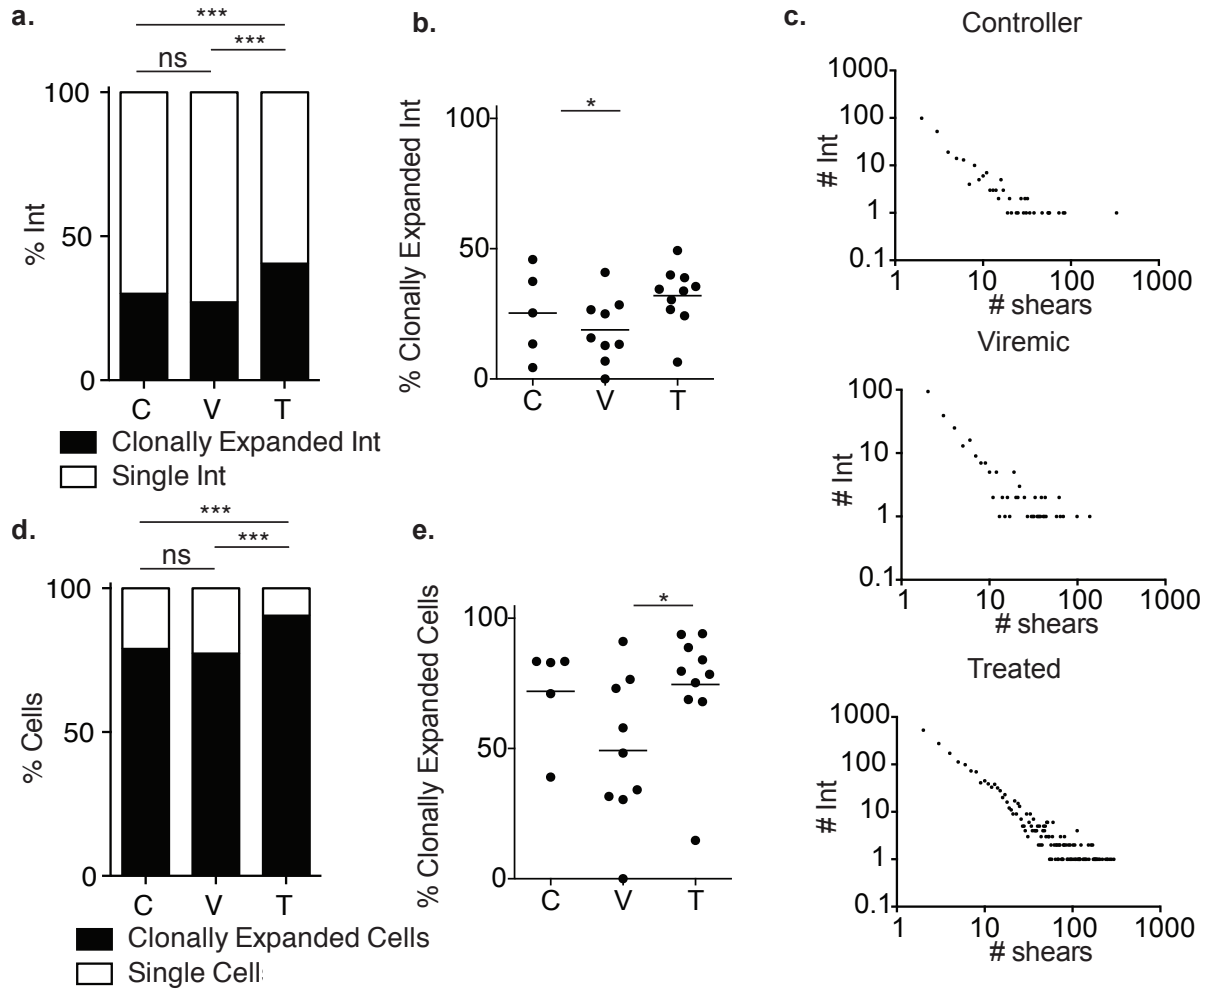 a.
***
***
ns
100
50
0
% Int
C V T
Clonally Expanded Int
Single Int
b.
*
100
50
0
% Clonally Expanded Int
C V T
c.
Controller
1000
100
10
1
0.1
# Int
1 10 100 1000
# shears
Viremic
100
10
1
0.1
# Int
1 10 100 1000
# shears
Treated
1000
100
10
1
0.1
# Int
1 10 100 1000
# shears
d.
***
***
ns
100
50
0
% Cells
C V T
Clonally Expanded Cells
Single Cell
e.
*
100
50
0
% Clonally Expanded Cells
C V T